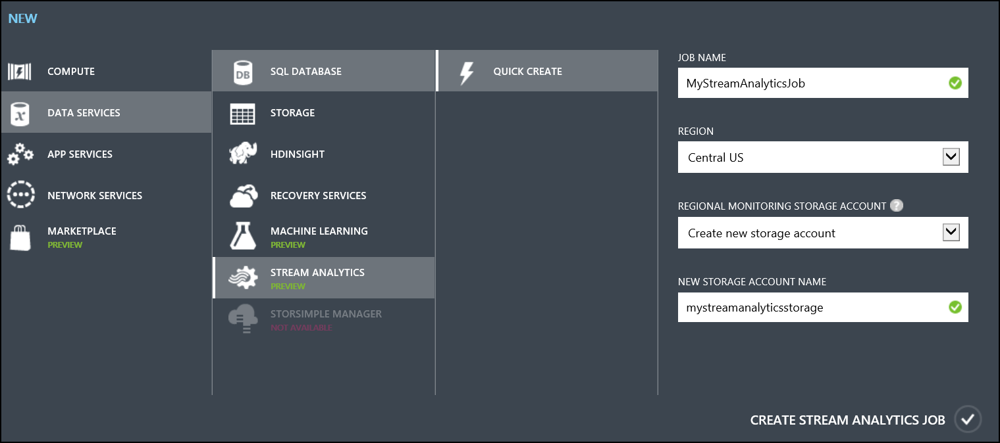 NEW
COMPUTE
DATA SERVICES
APP SERVICES
NETWORK SERVICES
MARKETPLACE
PREVIEW
DB
SQL DATABASE
STORAGE
HDINSIGHT
RECOVERY SERVICES
MACHINE LEARNING
PREVIEW
STREAM ANALYTICS
PREVIEW
STORSIMPLE MANAGER
NOT AVAILABLE
QUICK CREATE
JOB NAME
MyStreamAnalyticsJob
REGION
Central US
REGIONAL MONITORING STORAGE ACCOUNT ?
Create new storage account
NEW STORAGE ACCOUNT NAME
mystreamanalyticsstorage
CREATE STREAM ANALYTICS JOB